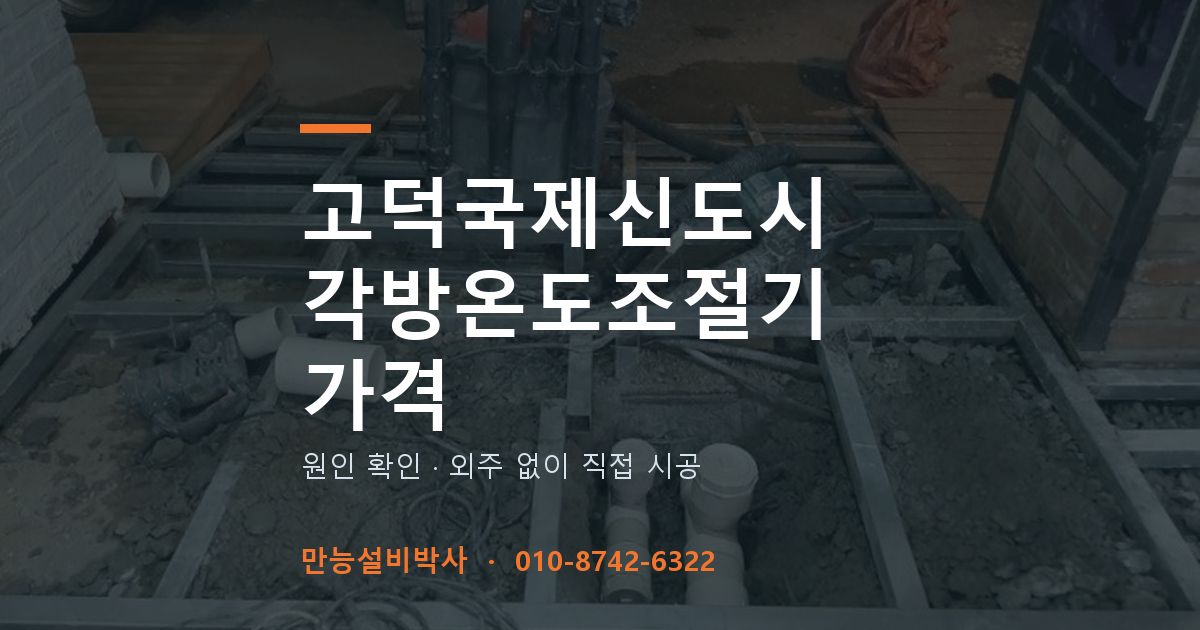 고덕국제신도시
각방온도조절기
가격
원인 확인 · 외주 없이 직접 시공
만능설비박사 · 010-8742-6322